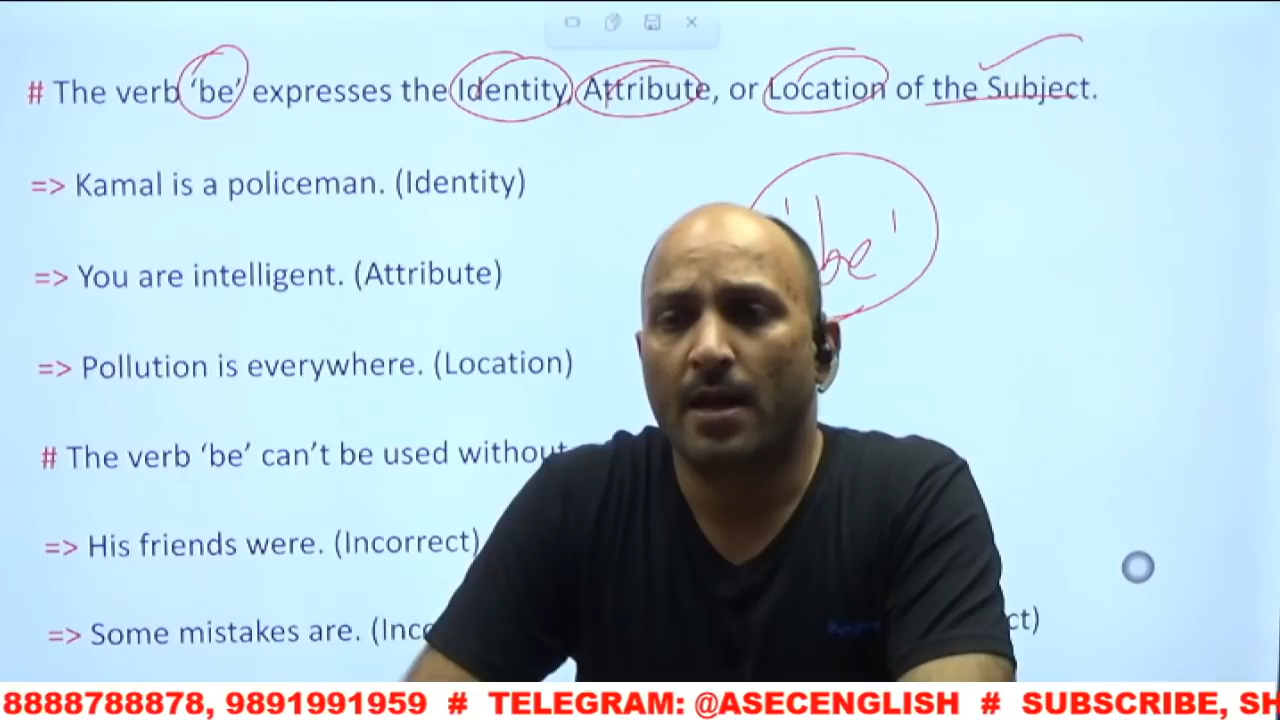 # The verb ‘be’ expresses the Identity, Attribute, or Location of the Subject.
=> Kamal is a policeman. (Identity)
'be'
=> You are intelligent. (Attribute)
=> Pollution is everywhere. (Location)
# The verb ‘be’ can’t be used without
=> His friends were. (Incorrect)
=> Some mistakes are. (Inc ct)
8888788878, 9891991959 # TELEGRAM: @ASECENGLISH # SUBSCRIBE, SH